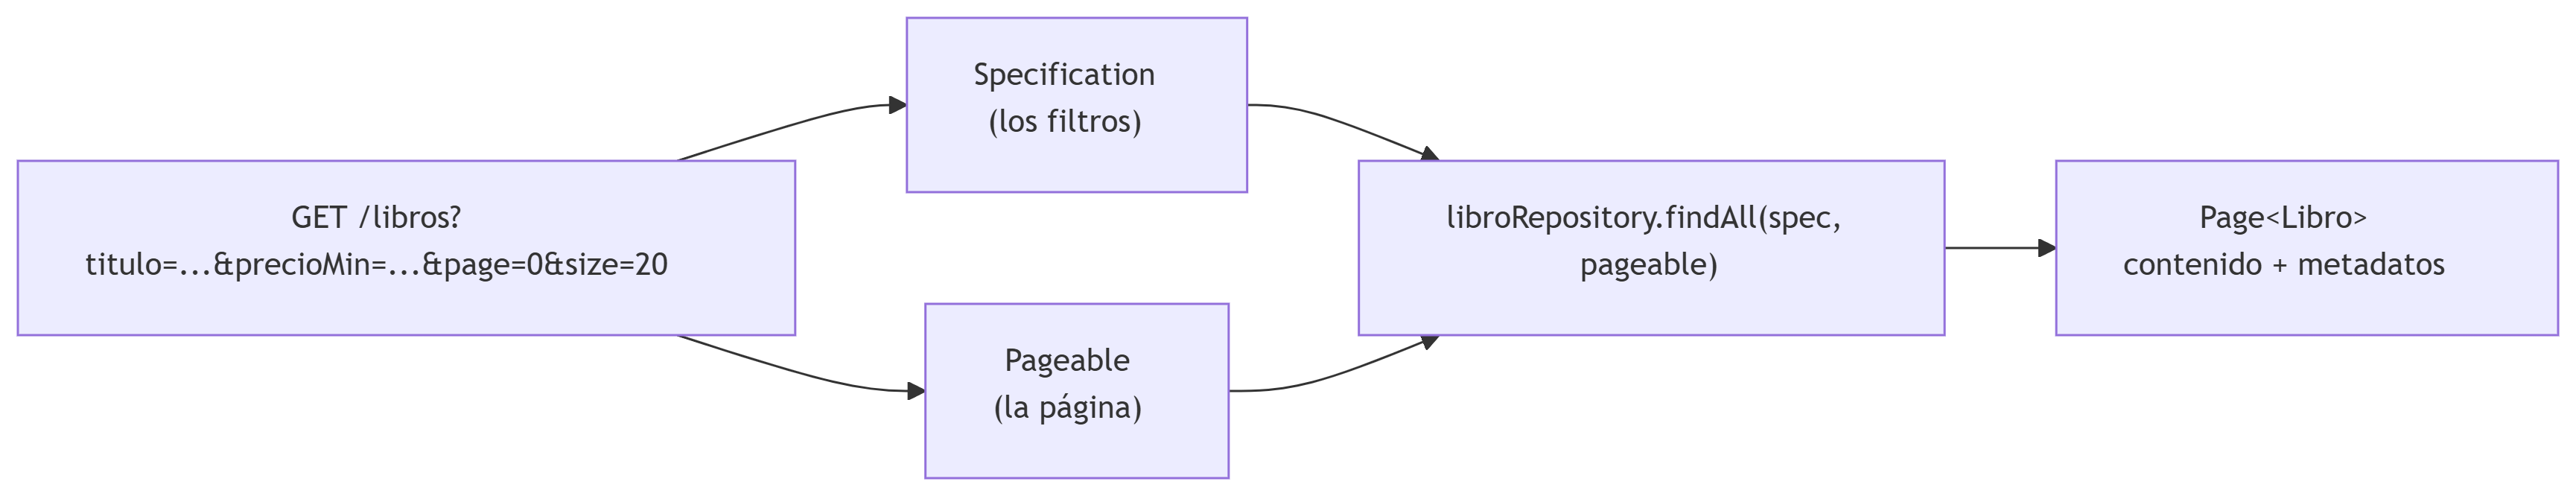 GET /libros?
titulo=...&precioMin=...&page=0&size=20
Specification
(los filtros)
Pageable
(la página)
libroRepository.findAll(spec,
pageable)
Page<Libro>
contenido + metadatos